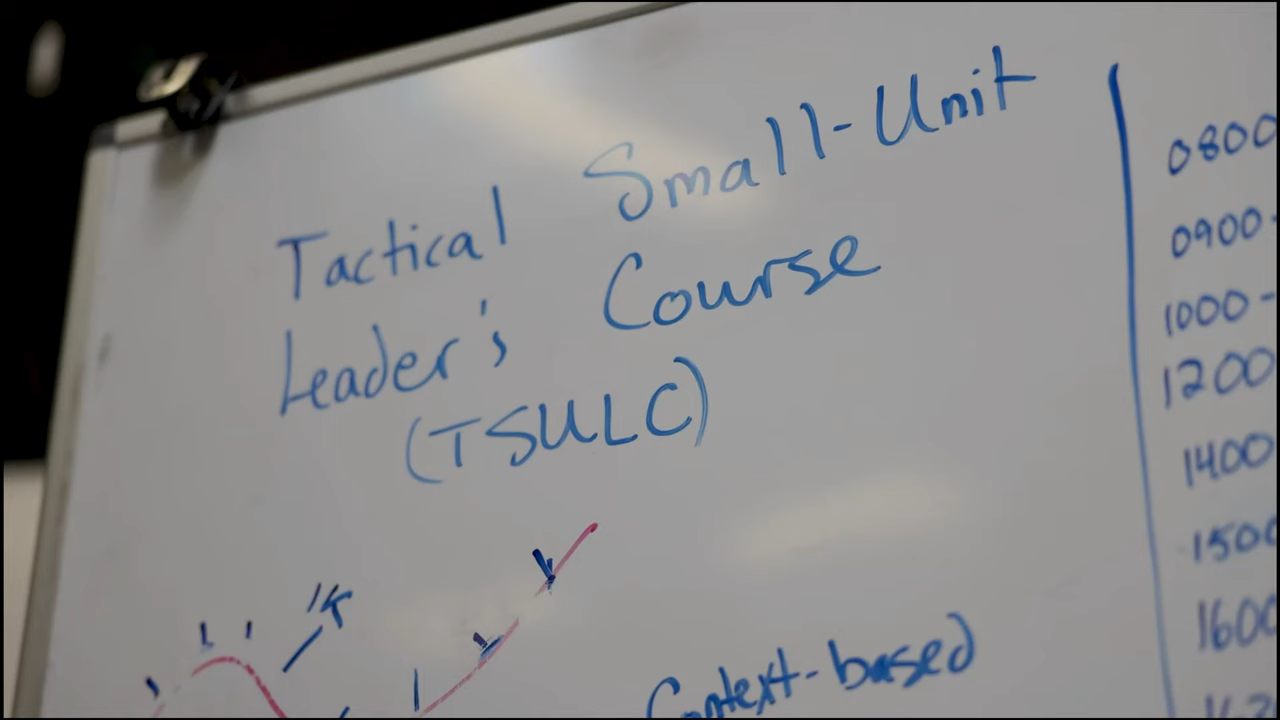 Tactical Small-Unit
Leader's Course
(TSULC)
Context-based
0800
0900-
1000-
1200
1400
1500
1600